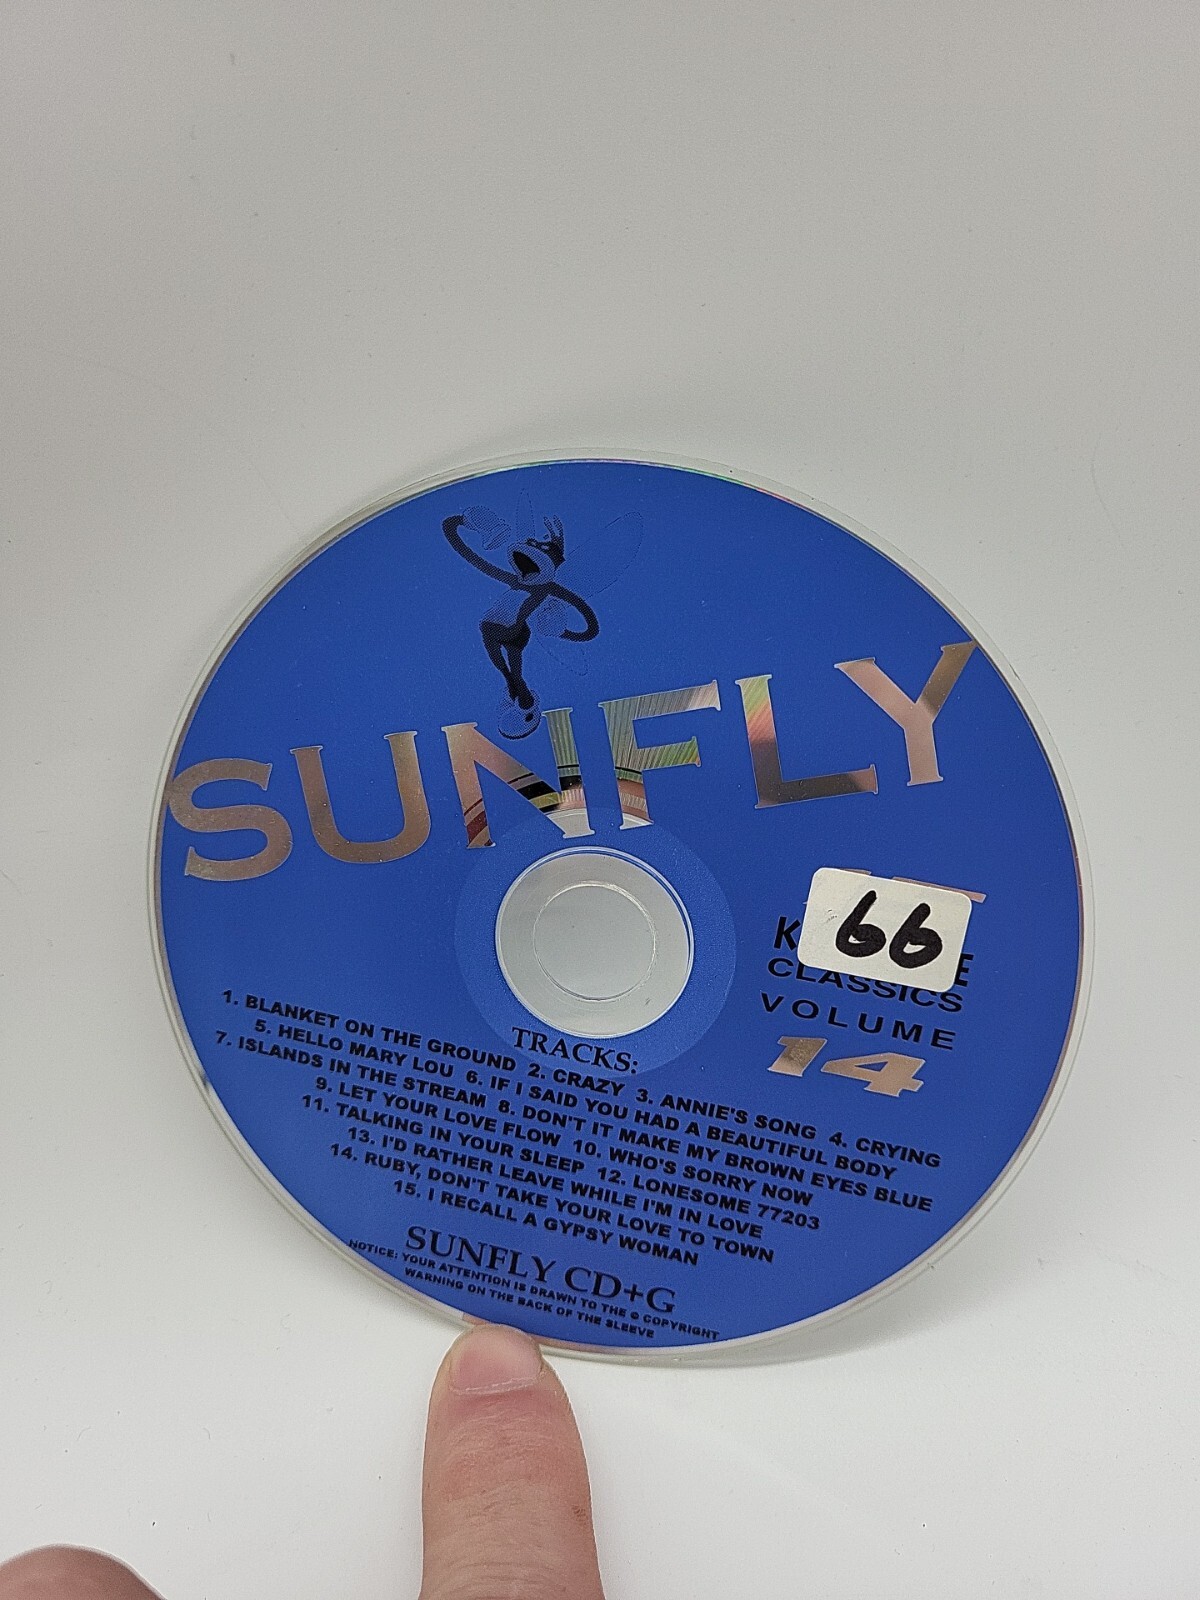 SUNFLY
66
CLASSICS
VOLUME
14
TRACKS:
1. BLANKET ON THE GROUND 2. CRAZY 3. ANNIE'S SONG 4. CRYING
5. HELLO MARY LOU 6. IF I SAID YOU HAD A BEAUTIFUL BODY
7. ISLANDS IN THE STREAM 8. DON'T IT MAKE MY BROWN EYES BLUE
9. LET YOUR LOVE FLOW 10. WHO'S SORRY NOW
11. TALKING IN YOUR SLEEP 12. LONESOME 77203
13. I'D RATHER LEAVE WHILE I'M IN LOVE
14. RUBY, DON'T TAKE YOUR LOVE TO TOWN
15. I RECALL A GYPSY WOMAN
SUNFLY CD+G
NOTICE: YOUR ATTENTION IS DRAWN TO THE © COPYRIGHT
WARNING ON THE BACK OF THE SLEEVE